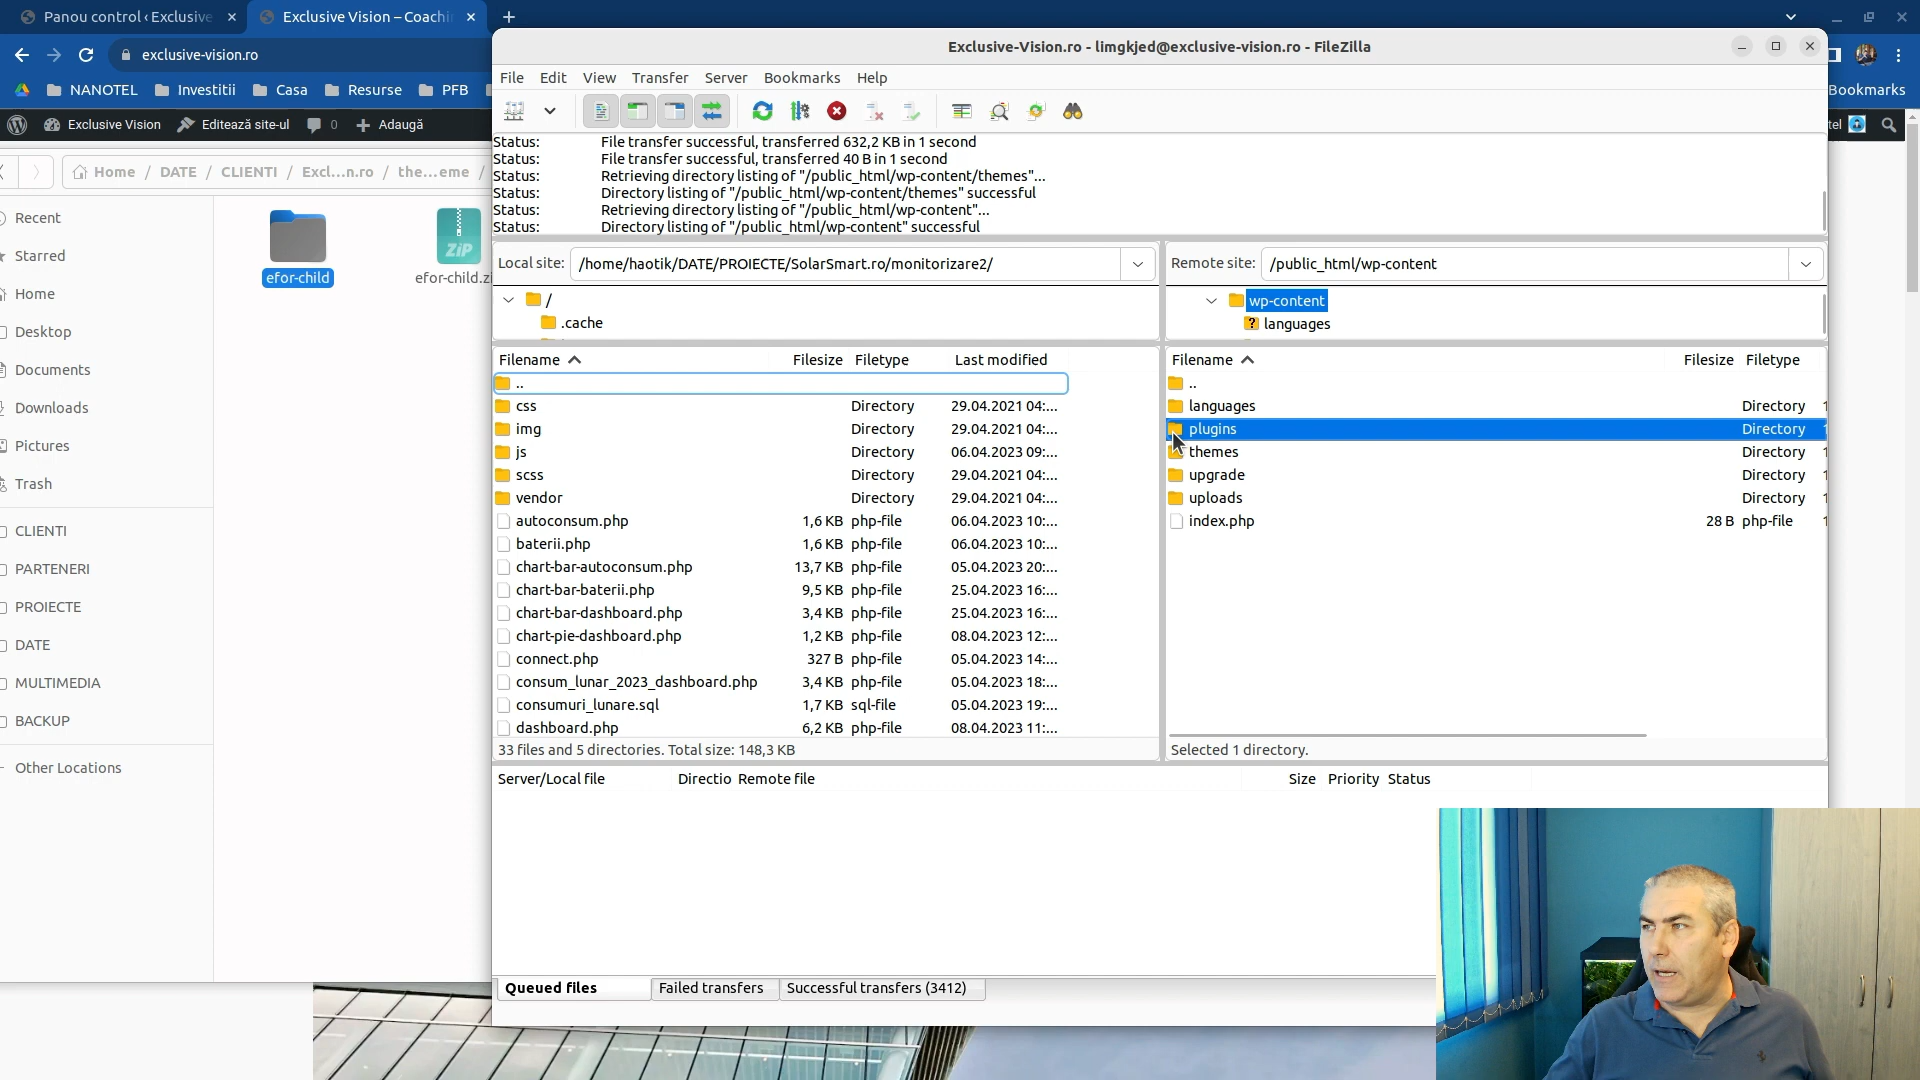 Panou control ‹ Exclusive
Exclusive Vision – Coachi
exclusive-vision.ro
NANOTEL
Investitii
Casa
Resurse
PFB
Bookmarks
Exclusive Vision
Editează site-ul
0
Adaugă
tel
Home / DATE / CLIENTI / Excl...n.ro / the...eme /
Recent
Starred
Home
Desktop
Documents
Downloads
Pictures
Trash
CLIENTI
PARTENERI
PROIECTE
DATE
MULTIMEDIA
BACKUP
Other Locations
efor-child
ZIP
efor-child.zi
Exclusive-Vision.ro - limgkjed@exclusive-vision.ro - FileZilla
File Edit View Transfer Server Bookmarks Help
Status: File transfer successful, transferred 632,2 KB in 1 second
Status: File transfer successful, transferred 40 B in 1 second
Status: Retrieving directory listing of "/public_html/wp-content/themes"...
Status: Directory listing of "/public_html/wp-content/themes" successful
Status: Retrieving directory listing of "/public_html/wp-content"...
Status: Directory listing of "/public_html/wp-content" successful
Local site: /home/haotik/DATE/PROIECTE/SolarSmart.ro/monitorizare2/
/
.cache
Filename Filesize Filetype Last modified
..
css Directory 29.04.2021 04:...
img Directory 29.04.2021 04:...
js Directory 06.04.2023 09:...
scss Directory 29.04.2021 04:...
vendor Directory 29.04.2021 04:...
autoconsum.php 1,6 KB php-file 06.04.2023 10:...
baterii.php 1,6 KB php-file 06.04.2023 10:...
chart-bar-autoconsum.php 13,7 KB php-file 05.04.2023 20:...
chart-bar-baterii.php 9,5 KB php-file 25.04.2023 16:...
chart-bar-dashboard.php 3,4 KB php-file 25.04.2023 16:...
chart-pie-dashboard.php 1,2 KB php-file 08.04.2023 12:...
connect.php 327 B php-file 05.04.2023 14:...
consum_lunar_2023_dashboard.php 3,4 KB php-file 05.04.2023 18:...
consumuri_lunare.sql 1,7 KB sql-file 05.04.2023 19:...
dashboard.php 6,2 KB php-file 08.04.2023 11:...
33 files and 5 directories. Total size: 148,3 KB
Remote site: /public_html/wp-content
wp-content
? languages
Filename Filesize Filetype
..
languages Directory 1
plugins Directory 1
themes Directory 1
upgrade Directory 1
uploads Directory 1
index.php 28 B php-file 1
Selected 1 directory.
Server/Local file Directio Remote file Size Priority Status
Queued files Failed transfers Successful transfers (3412)